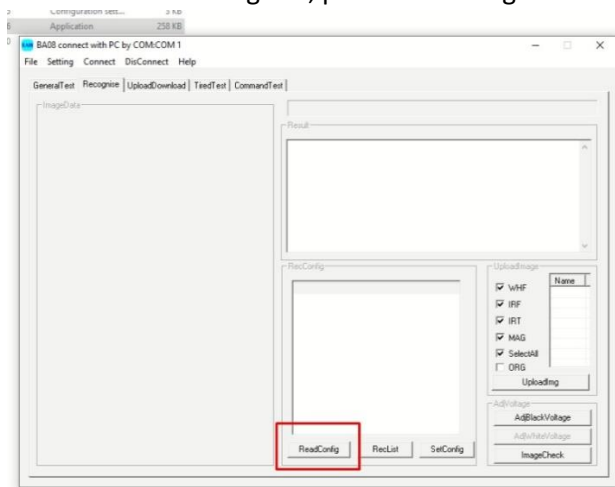 Configuration sett... 3 KB
Application 258 KB
BA08 connect with PC by COM:COM 1
File Setting Connect DisConnect Help
GeneralTest Recognise UploadDownload TiredTest CommandTest
ImageData
Result
RecConfig
UploadImage
Name
WHF
IRF
IRT
MAG
SelectAll
ORG
UploadImg
AdjVoltage
AdjBlackVoltage
AdjWhiteVoltage
ReadConfig RecList SetConfig
ImageCheck